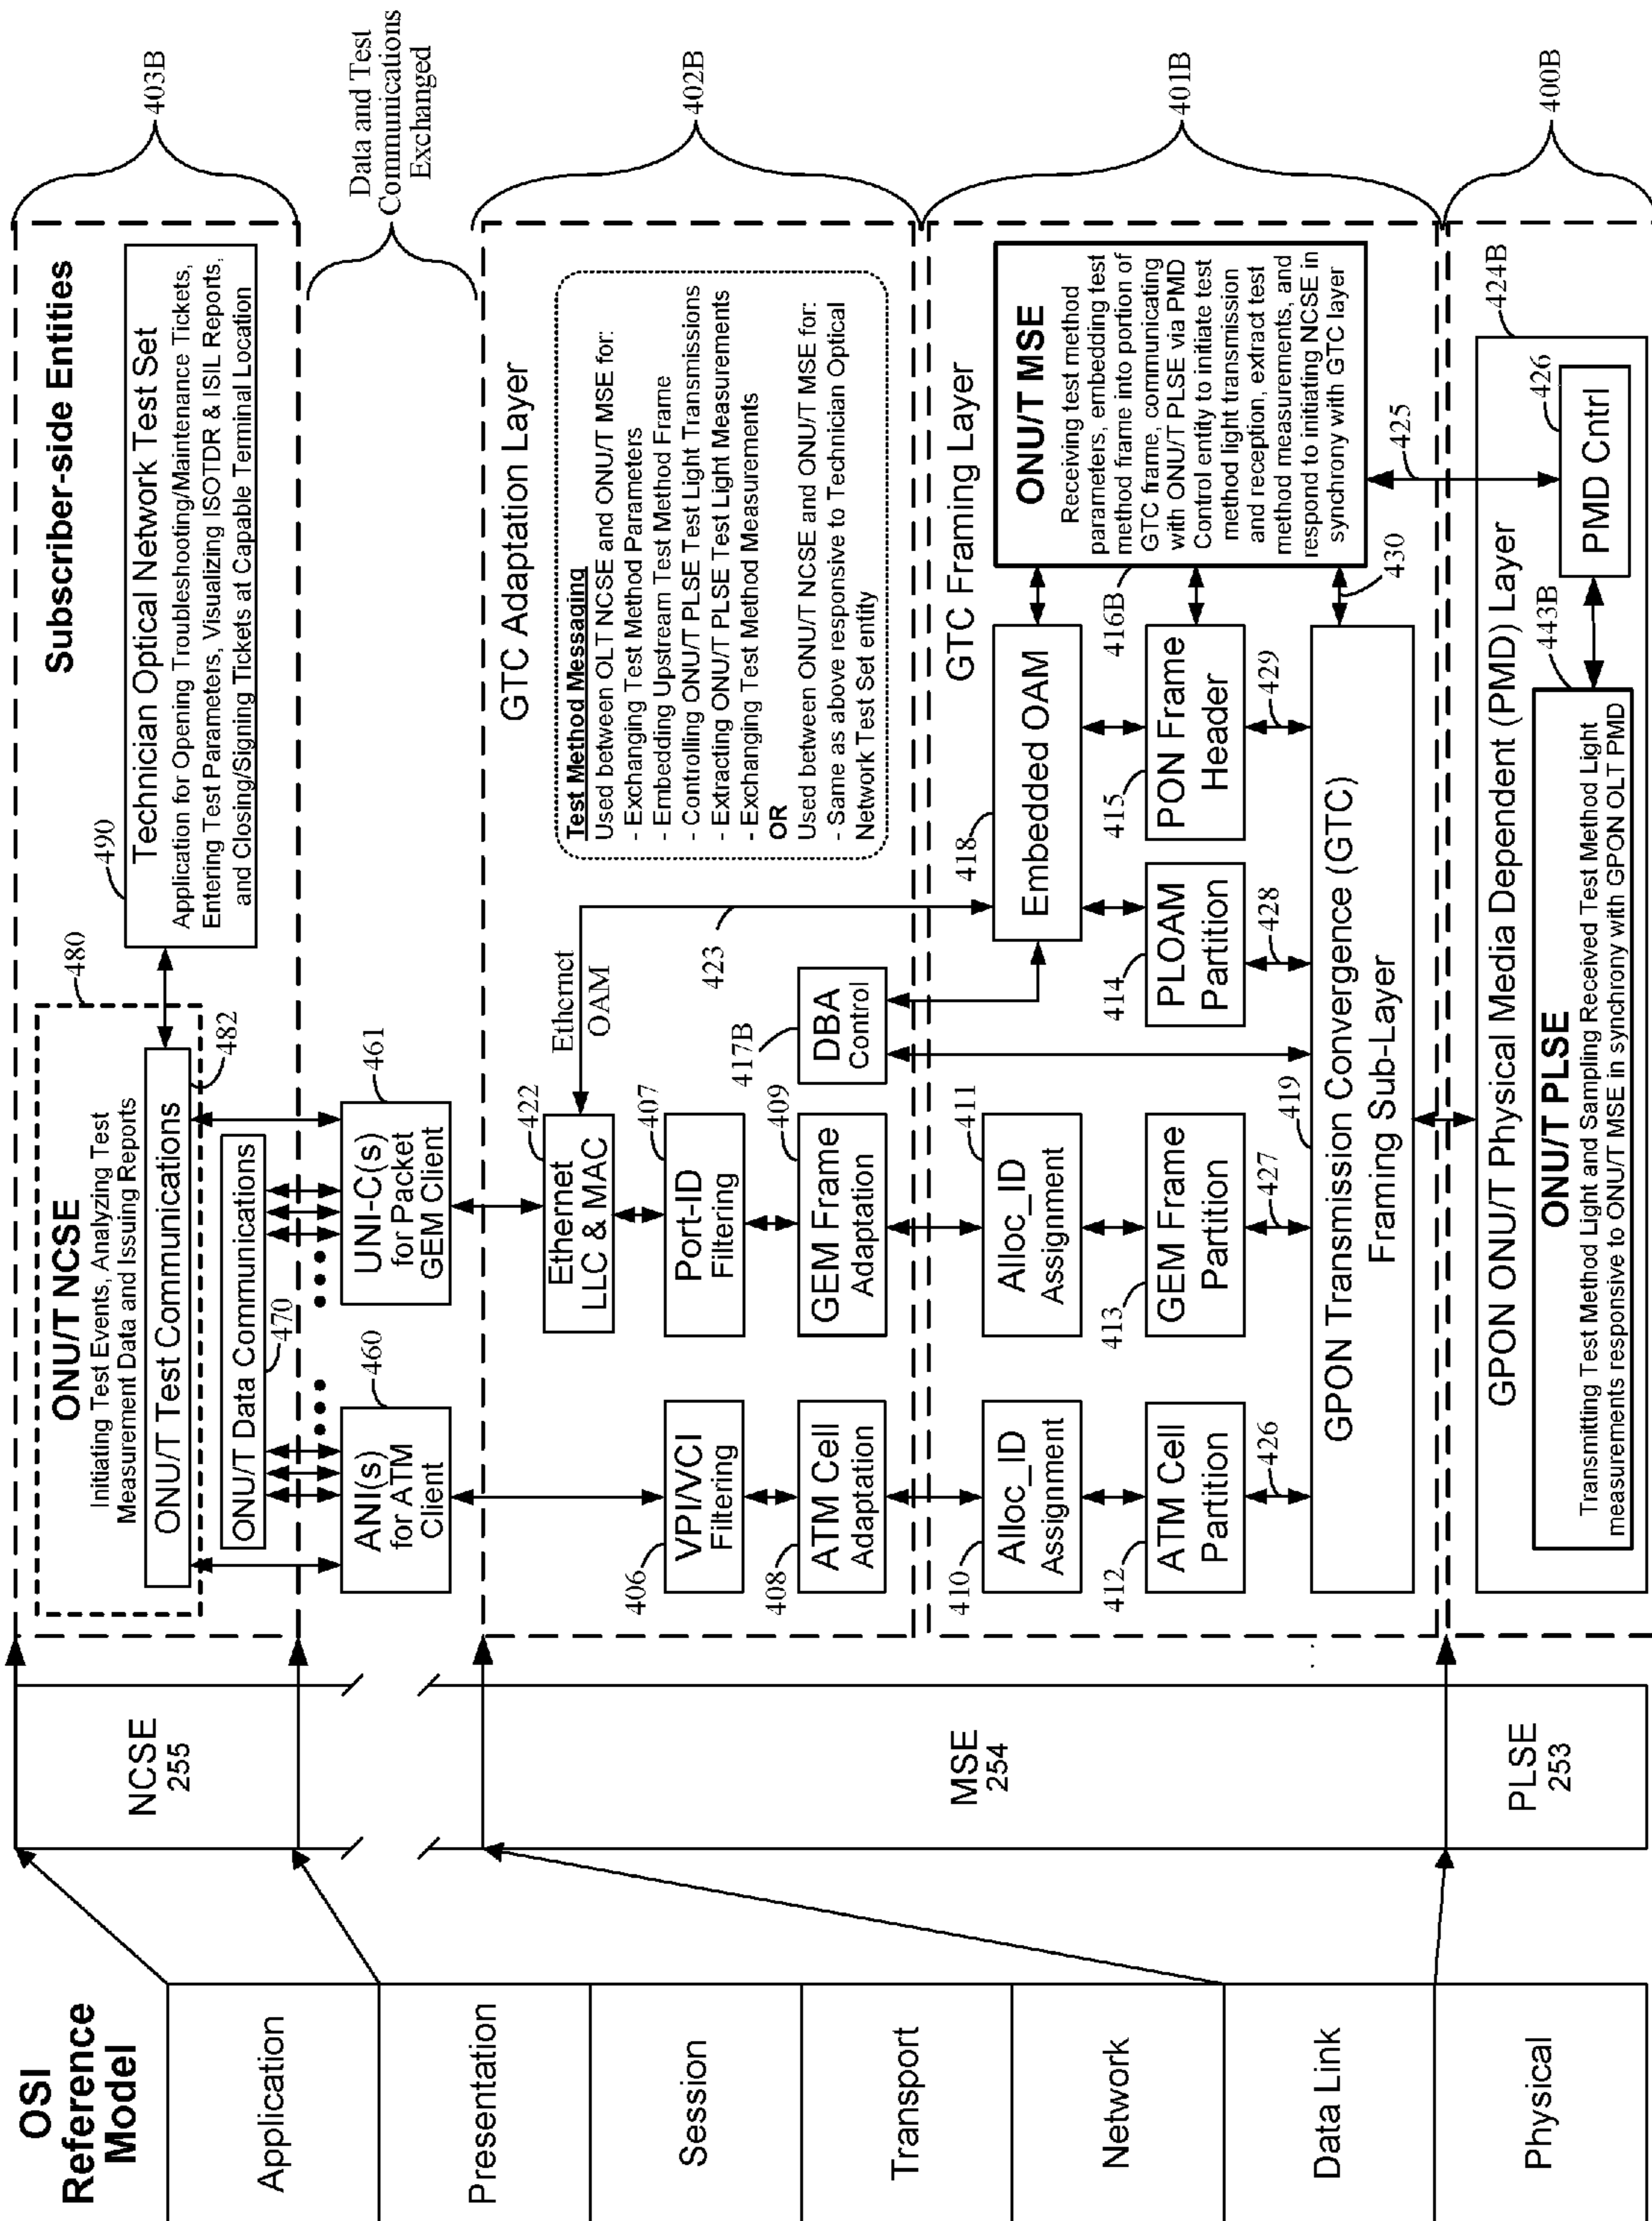 OSI
Reference
Model
Application
Presentation
Session
Transport
Network
Data Link
Physical
NCSE
255
MSE
254
PLSE
253
Subscriber-side Entities
403B
ONU/T NCSE
Initiating Test Events, Analyzing Test
Measurement Data and Issuing Reports
ONU/T Test Communications
480
482
490
Technician Optical Network Test Set
Application for Opening Troubleshooting/Maintenance Tickets,
Entering Test Parameters, Visualizing ISOTDR & ISIL Reports,
and Closing/Signing Tickets at Capable Terminal Location
ONU/T Data Communications
470
ANI(s)
for ATM
Client
460
UNI-C(s)
for Packet
GEM Client
461
Data and Test
Communications
Exchanged
GTC Adaptation Layer
402B
Ethernet
LLC & MAC
422
Ethernet
OAM
423
VPI/VCI
Filtering
406
Port-ID
Filtering
407
ATM Cell
Adaptation
408
GEM Frame
Adaptation
409
DBA
Control
417B
Test Method Messaging
Used between OLT NCSE and ONU/T MSE for:
- Exchanging Test Method Parameters
- Embedding Upstream Test Method Frame
- Controlling ONU/T PLSE Test Light Transmissions
- Extracting ONU/T PLSE Test Light Measurements
- Exchanging Test Method Measurements
OR
Used between ONU/T NCSE and ONU/T MSE for:
- Same as above responsive to Technician Optical
Network Test Set entity
GTC Framing Layer
401B
Alloc_ID
Assignment
410
Alloc_ID
Assignment
411
Embedded OAM
418
ATM Cell
Partition
412
GEM Frame
Partition
413
PLOAM
Partition
414
PON Frame
Header
415
416B
ONU/T MSE
Receiving test method
parameters, embedding test
method frame into portion of
GTC frame, communicating
with ONU/T PLSE via PMD
Control entity to initiate test
method light transmission
and reception, extract test
method measurements, and
respond to initiating NCSE in
synchrony with GTC layer
426
427
428
429
430
GPON Transmission Convergence (GTC)
Framing Sub-Layer
419
425
400B
GPON ONU/T Physical Media Dependent (PMD) Layer
424B
ONU/T PLSE
Transmitting Test Method Light and Sampling Received Test Method Light
measurements responsive to ONU/T MSE in synchrony with GPON OLT PMD
443B
PMD Cntrl
426